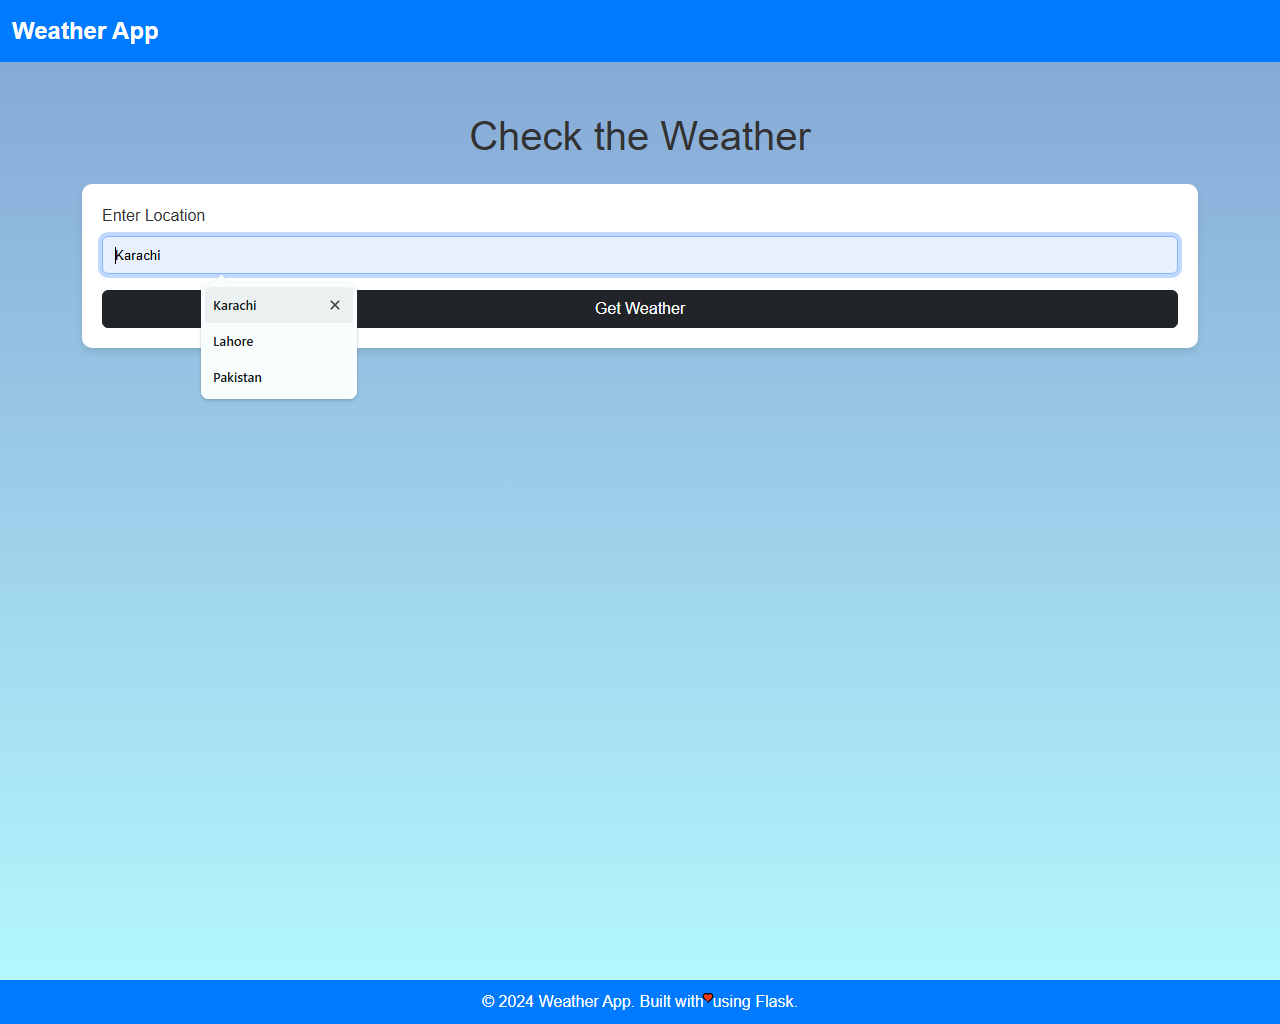 Weather App
Check the Weather
Enter Location
Karachi
Karachi
Get Weather
Lahore
Pakistan
© 2024 Weather App. Built with❤️using Flask.